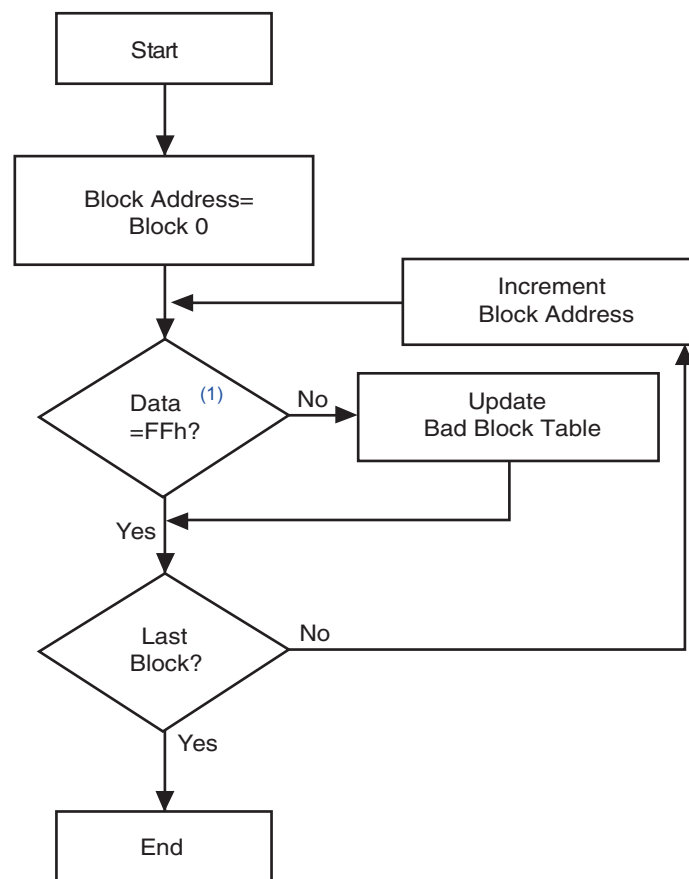 Start
Block Address=
Block 0
Increment
Block Address
Data (1)
=FFh?
No
Update
Bad Block Table
Yes
Last
Block?
No
Yes
End